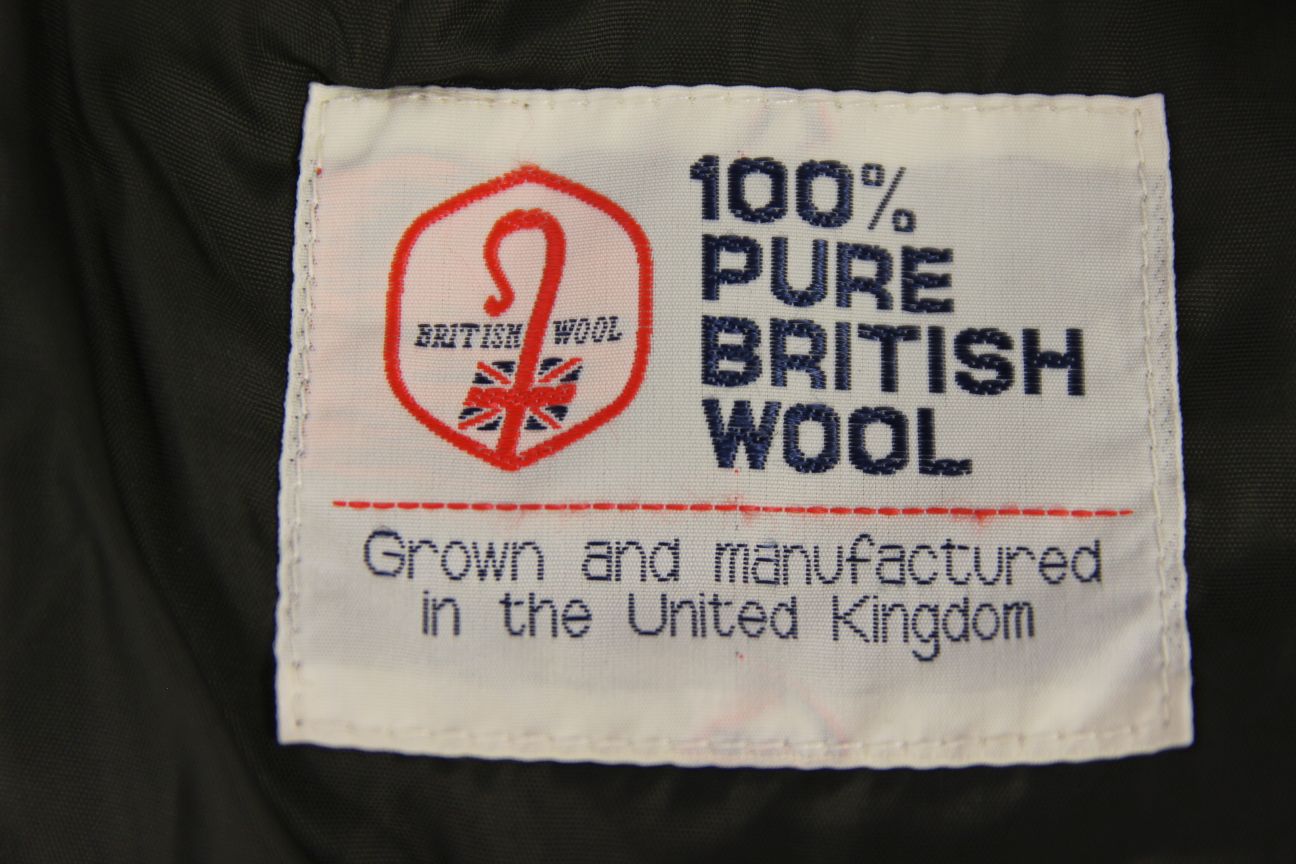 BRITISH WOOL
100%
PURE
BRITISH
WOOL
Grown and manufactured
in the United Kingdom